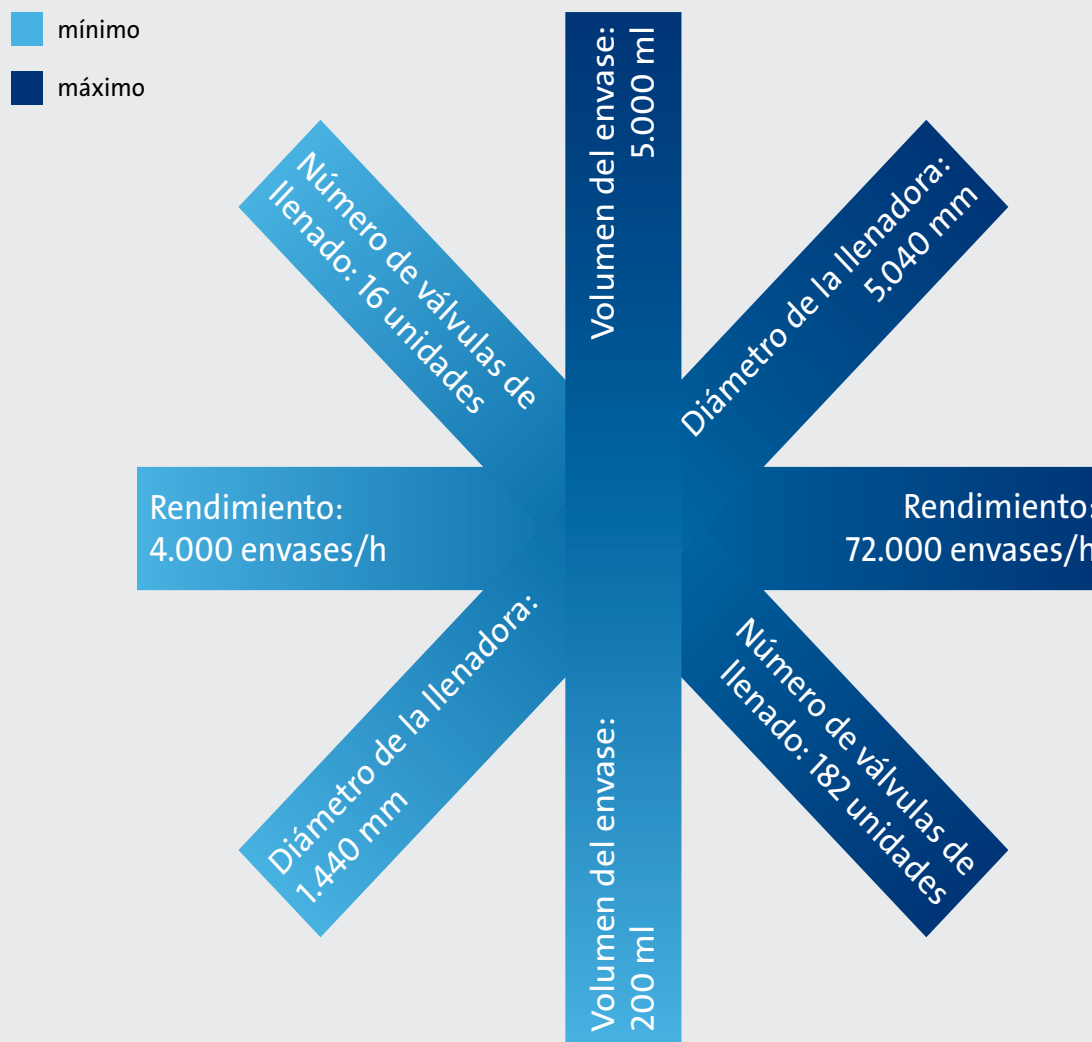 mínimo
máximo
Volumen del envase:
5.000 ml
Número de válvulas de
llenado: 16 unidades
Diámetro de la llenadora:
5.040 mm
Rendimiento:
4.000 envases/h
Rendimiento:
72.000 envases/h
Diámetro de la llenadora:
1.440 mm
Volumen del envase:
200 ml
Número de válvulas de
llenado: 182 unidades